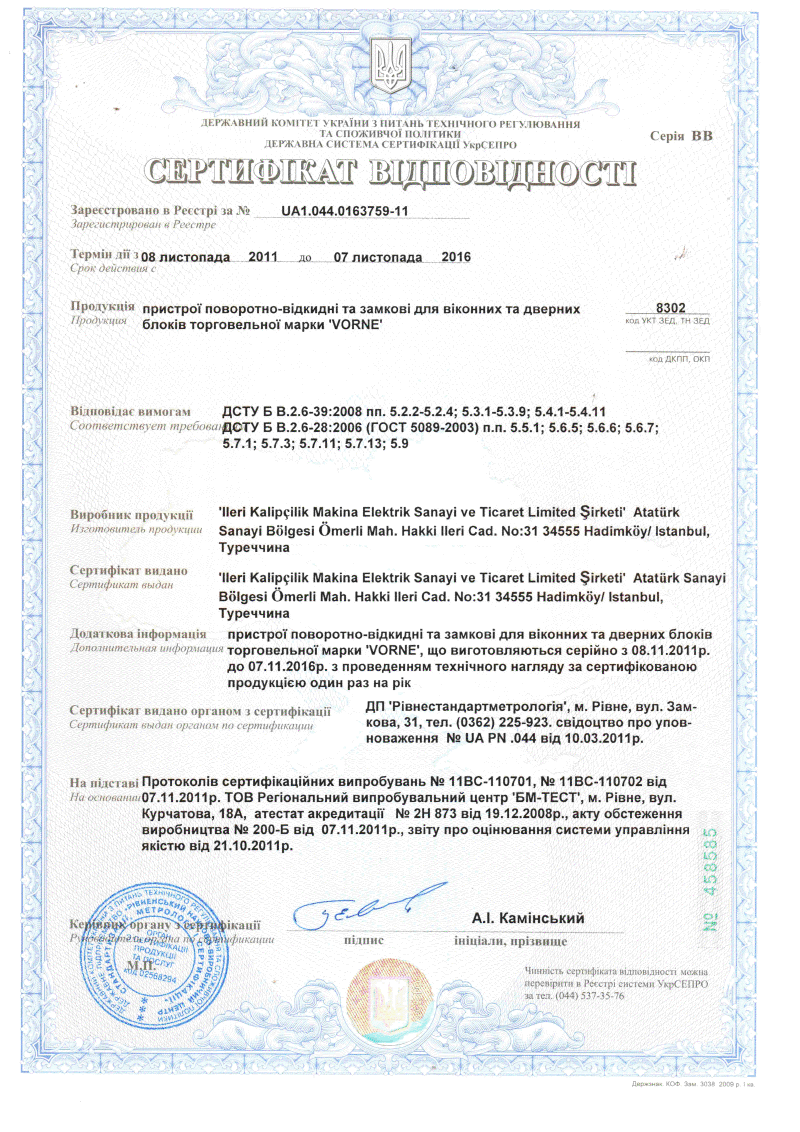 ДЕРЖАВНИЙ КОМІТЕТ УКРАЇНИ З ПИТАНЬ ТЕХНІЧНОГО РЕГУЛЮВАННЯ
ТА СПОЖИВЧОЇ ПОЛІТИКИ
ДЕРЖАВНА СИСТЕМА СЕРТИФІКАЦІЇ УкрСЕПРО
Серія ВВ
СЕРТИФІКАТ ВІДПОВІДНОСТІ
Зареєстровано в Реєстрі за № UA1.044.0163759-11
Зарегистрирован в Реестре
Термін дії з 08 листопада 2011 до 07 листопада 2016
Срок действия с
Продукція пристрої поворотно-відкидні та замкові для віконних та дверних 8302
Продукция блоків торговельної марки 'VORNE' код УКТ ЗЕД, ТН ЗЕД
код ДКПП, ОКП
Відповідає вимогам ДСТУ Б В.2.6-39:2008 пп. 5.2.2-5.2.4; 5.3.1-5.3.9; 5.4.1-5.4.11
Соответствует ДСТУ Б В.2.6-28:2006 (ГОСТ 5089-2003) п.п. 5.5.1; 5.6.5; 5.6.6; 5.6.7;
5.7.1; 5.7.3; 5.7.11; 5.7.13; 5.9
Виробник продукції 'Ileri Kalipçilik Makina Elektrik Sanayi ve Ticaret Limited Şirketi' Atatürk
Изготовитель продукции Sanayi Bölgesi Ömerli Mah. Hakki Ileri Cad. No:31 34555 Hadimköy/ Istanbul,
Туреччина
Сертифікат видано 'Ileri Kalipçilik Makina Elektrik Sanayi ve Ticaret Limited Şirketi' Atatürk Sanayi
Сертификат выдан Bölgesi Ömerli Mah. Hakki Ileri Cad. No:31 34555 Hadimköy/ Istanbul,
Туреччина
Додаткова інформація пристрої поворотно-відкидні та замкові для віконних та дверних блоків
Дополнительная информация торговельної марки 'VORNE', що виготовляються серійно з 08.11.2011р.
до 07.11.2016р. з проведенням технічного нагляду за сертифікованою
продукцією один раз на рік
Сертифікат видано органом з сертифікації ДП 'Рівнестандартметрологія', м. Рівне, вул. Зам-
Сертификат выдан органом по сертификации кова, 31, тел. (0362) 225-923. свідоцтво про упов-
новаження № UA PN .044 від 10.03.2011р.
На підставі Протоколів сертифікаційних випробувань № 11ВС-110701, № 11ВС-110702 від
На основании 07.11.2011р. ТОВ Регіональний випробувальний центр 'БМ-ТЕСТ', м. Рівне, вул.
Курчатова, 18А, атестат акредитації № 2Н 873 від 19.12.2008р., акту обстеження
виробництва № 200-Б від 07.11.2011р., звіту про оцінювання системи управління
якістю від 21.10.2011р.
№ 458585
А.І. Камінський
Керівник органу з сертифікації
Руководитель органа по сертификации підпис ініціали, прізвище
М.П.
ОРГАН
З СЕРТИФІКАЦІЇ
ПРОДУКЦІЇ
ТА ПОСЛУГ
код 02568294
Чинність сертифіката відповідності можна
перевірити в Реєстрі системи УкрСЕПРО
за тел. (044) 537-35-76
Держзнак. КОФ. Зам. 3038 2009 р. I кв.